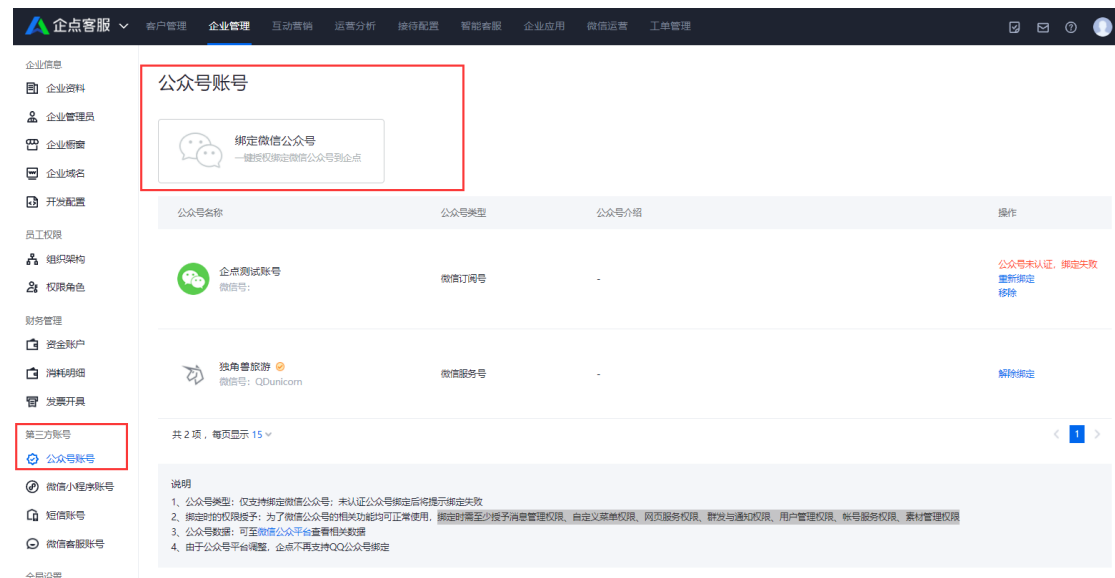 企点客服 客户管理 企业管理 互动营销 运营分析 接待配置 智能客服 企业应用 微信运营 工单管理
企业信息
企业资料
企业管理员
企业橱窗
企业域名
开发配置
员工权限
组织架构
权限角色
财务管理
资金账户
消耗明细
发票开具
第三方账号
公众号账号
微信小程序账号
短信账号
微信客服账号
全局设置
公众号账号
绑定微信公众号
一键授权绑定微信公众号到企点
公众号名称 公众号类型 公众号介绍 操作
企点测试账号
微信号：
微信订阅号
-
公众号未认证，绑定失败
重新绑定
移除
独角兽旅游
微信号：QDunicorn
微信服务号
-
解除绑定
共 2 项，每页显示 15
1
说明
1、公众号类型：仅支持绑定微信公众号；未认证公众号绑定后将提示绑定失败
2、绑定时的权限授予：为了微信公众号的相关功能均可正常使用，绑定时需至少授予消息管理权限、自定义菜单权限、网页服务权限、群发与通知权限、用户管理权限、帐号服务权限、素材管理权限
3、公众号数据：可至微信公众平台查看相关数据
4、由于公众号平台调整，企点不再支持QQ公众号绑定